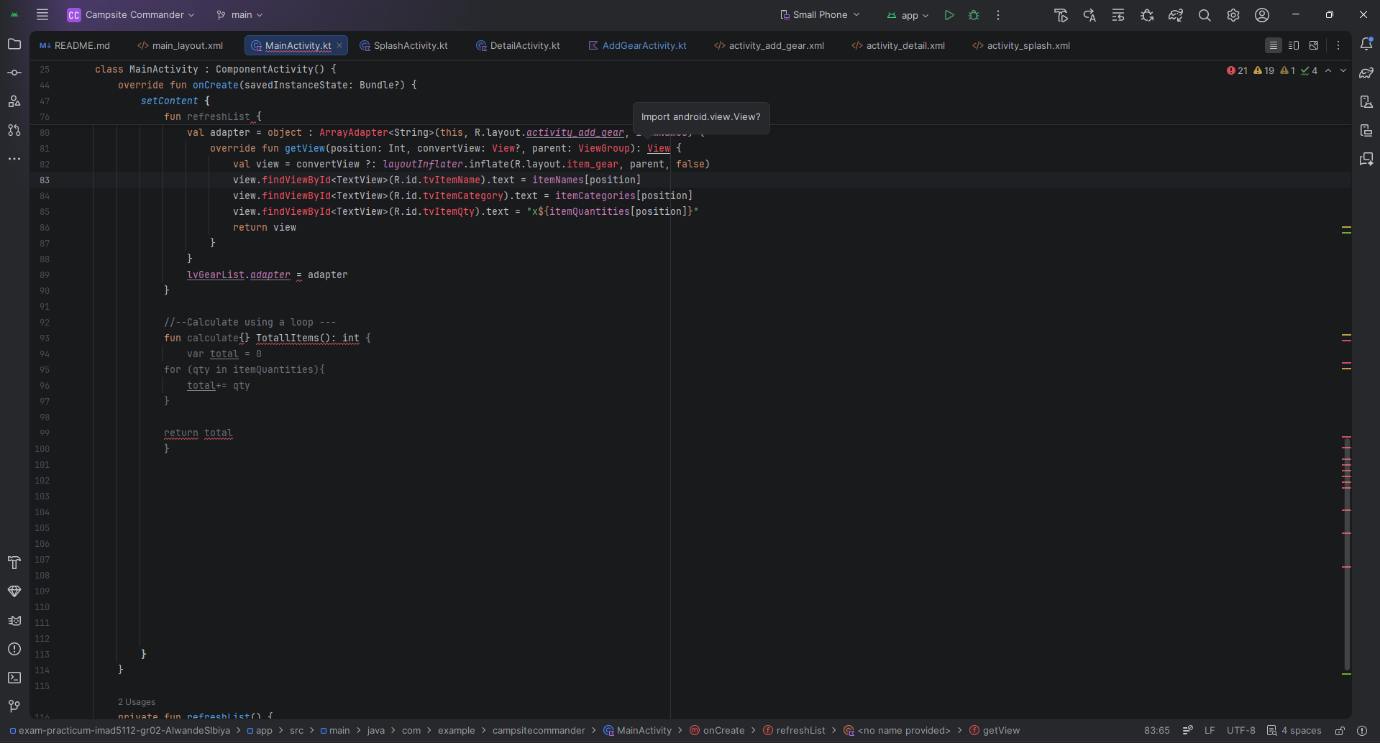 CC Campsite Commander main Small Phone app
README.md main_layout.xml MainActivity.kt SplashActivity.kt DetailActivity.kt AddGearActivity.kt activity_add_gear.xml activity_detail.xml activity_splash.xml
25 class MainActivity : ComponentActivity() { 21 19 1 4
44 override fun onCreate(savedInstanceState: Bundle?) {
47 setContent {
76 fun refreshList {
Import android.view.View?
80 val adapter = object : ArrayAdapter<String>(this, R.layout.activity_add_gear,
81 override fun getView(position: Int, convertView: View?, parent: ViewGroup): View {
82 val view = convertView ?: layoutInflater.inflate(R.layout.item_gear, parent, false)
83 view.findViewById<TextView>(R.id.tvItemName).text = itemNames[position]
84 view.findViewById<TextView>(R.id.tvItemCategory).text = itemCategories[position]
85 view.findViewById<TextView>(R.id.tvItemQty).text = "x${itemQuantities[position]}"
86 return view
87 }
88 }
89 lvGearList.adapter = adapter
90 }
91
92 //--Calculate using a loop ---
93 fun calculate{} TotallItems(): int {
94 var total = 0
95 for (qty in itemQuantities){
96 total+= qty
97 }
98
99 return total
100 }
101
102
103
104
105
106
107
108
109
110
111
112
113 }
114 }
115
2 Usages
116 private fun refreshList() {
exam-practicum-imad5112-gr02-AlwandeSIbiya > app > src > main > java > com > example > campsitecommander > MainActivity > onCreate > refreshList > <no name provided> > getView 83:65 LF UTF-8 4 spaces